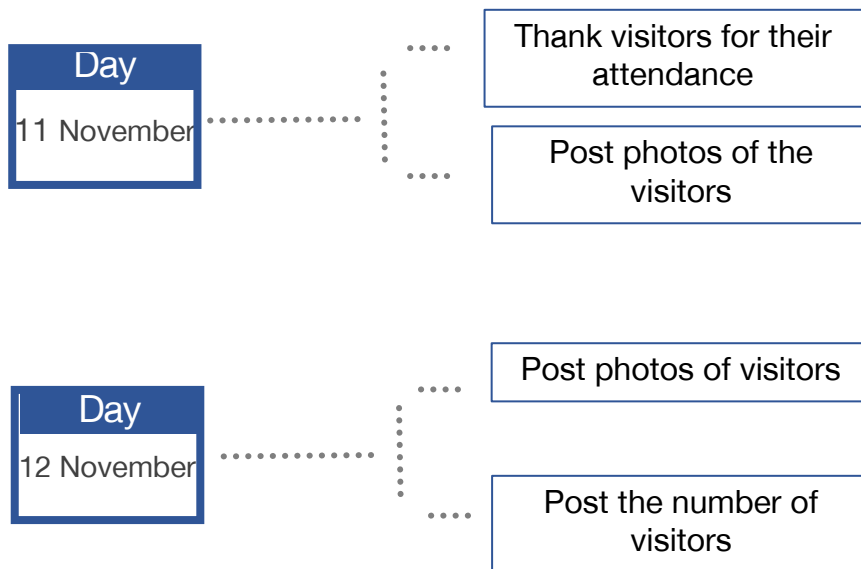 Day
11 November
Thank visitors for their
attendance
Post photos of the
visitors
Day
12 November
Post photos of visitors
Post the number of
visitors